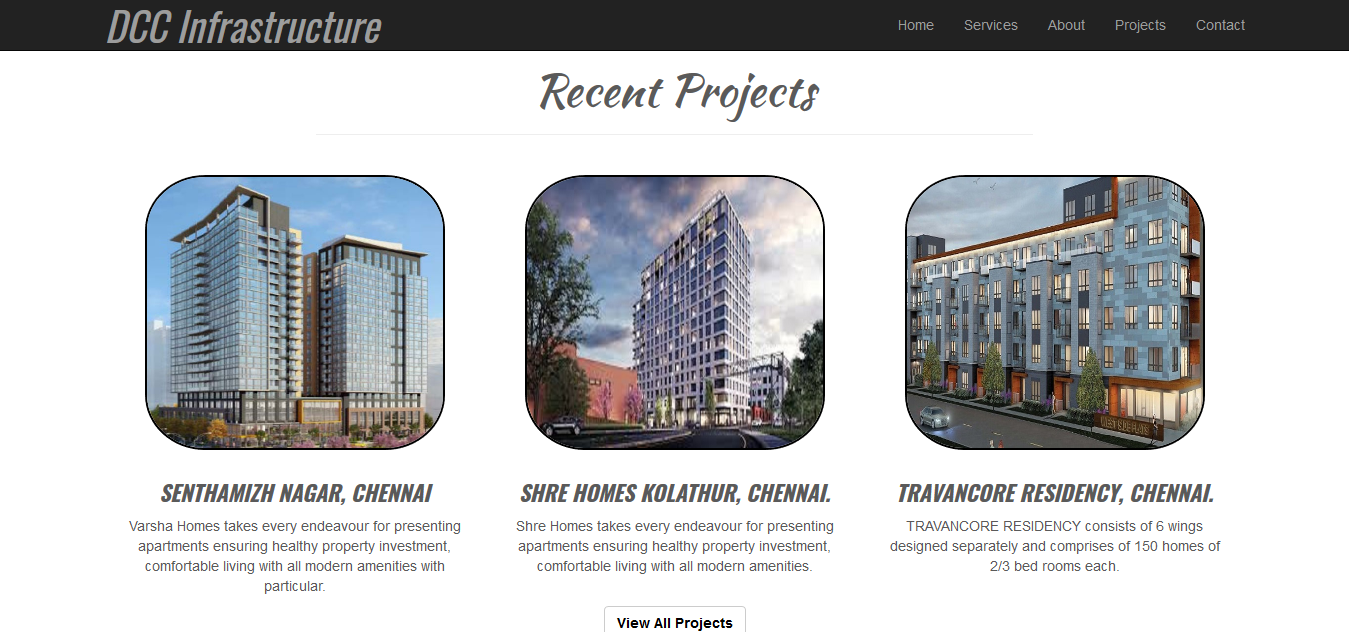 DCC Infrastructure
Home Services About Projects Contact
Recent Projects
WEST SIDE FLATS
SENTHAMIZH NAGAR, CHENNAI
Varsha Homes takes every endeavour for presenting
apartments ensuring healthy property investment,
comfortable living with all modern amenities with
particular.
SHRE HOMES KOLATHUR, CHENNAI.
Shre Homes takes every endeavour for presenting
apartments ensuring healthy property investment,
comfortable living with all modern amenities.
TRAVANCORE RESIDENCY, CHENNAI.
TRAVANCORE RESIDENCY consists of 6 wings
designed separately and comprises of 150 homes of
2/3 bed rooms each.
View All Projects